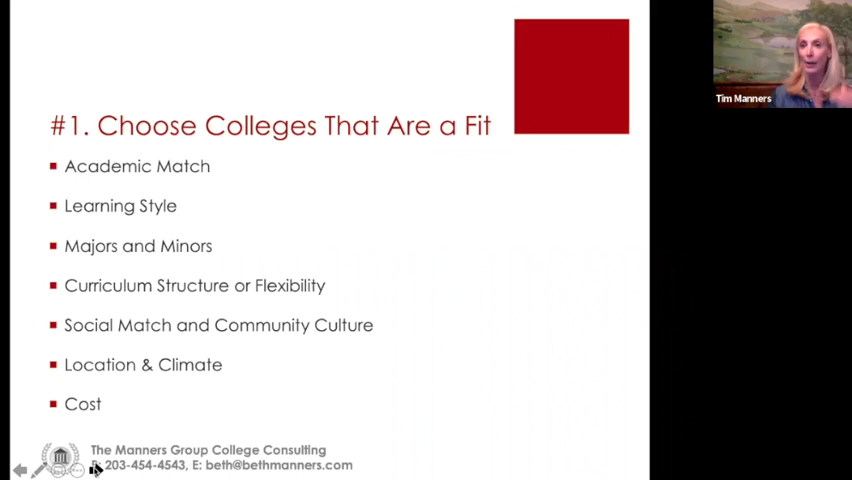 #1. Choose Colleges That Are a Fit
Academic Match
Learning Style
Majors and Minors
Curriculum Structure or Flexibility
Social Match and Community Culture
Location & Climate
Cost
The Manners Group College Consulting
203-454-4543, E: beth@bethmanners.com
Tim Manners